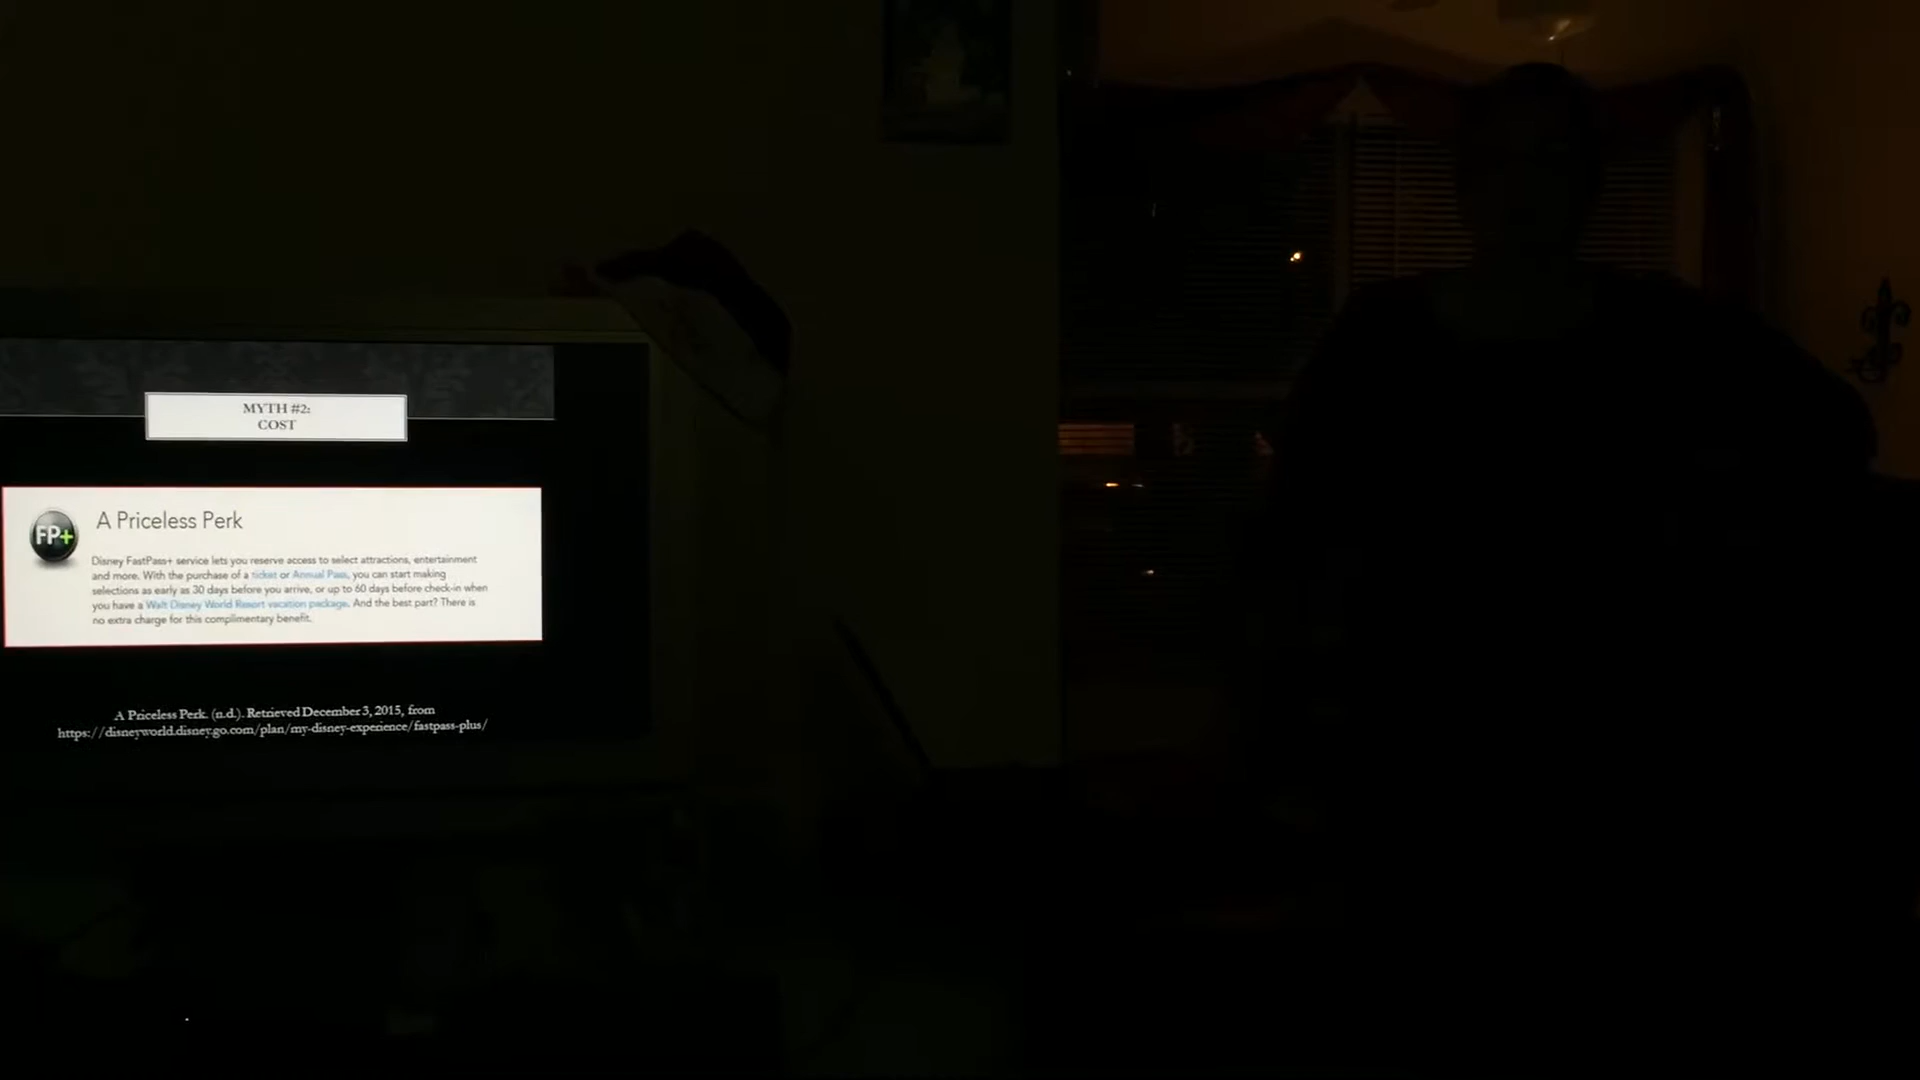 MYTH #2:
COST
FP+
A Priceless Perk
Disney FastPass+ service lets you reserve access to select attractions, entertainment
and more. With the purchase of a ticket or Annual Pass, you can start making
selections as early as 30 days before you arrive, or up to 60 days before check-in when
you have a Walt Disney World Resort vacation package. And the best part? There is
no extra charge for this complimentary benefit.
A Priceless Perk. (n.d.). Retrieved December 3, 2015, from
https://disneyworld.disney.go.com/plan/my-disney-experience/fastpass-plus/